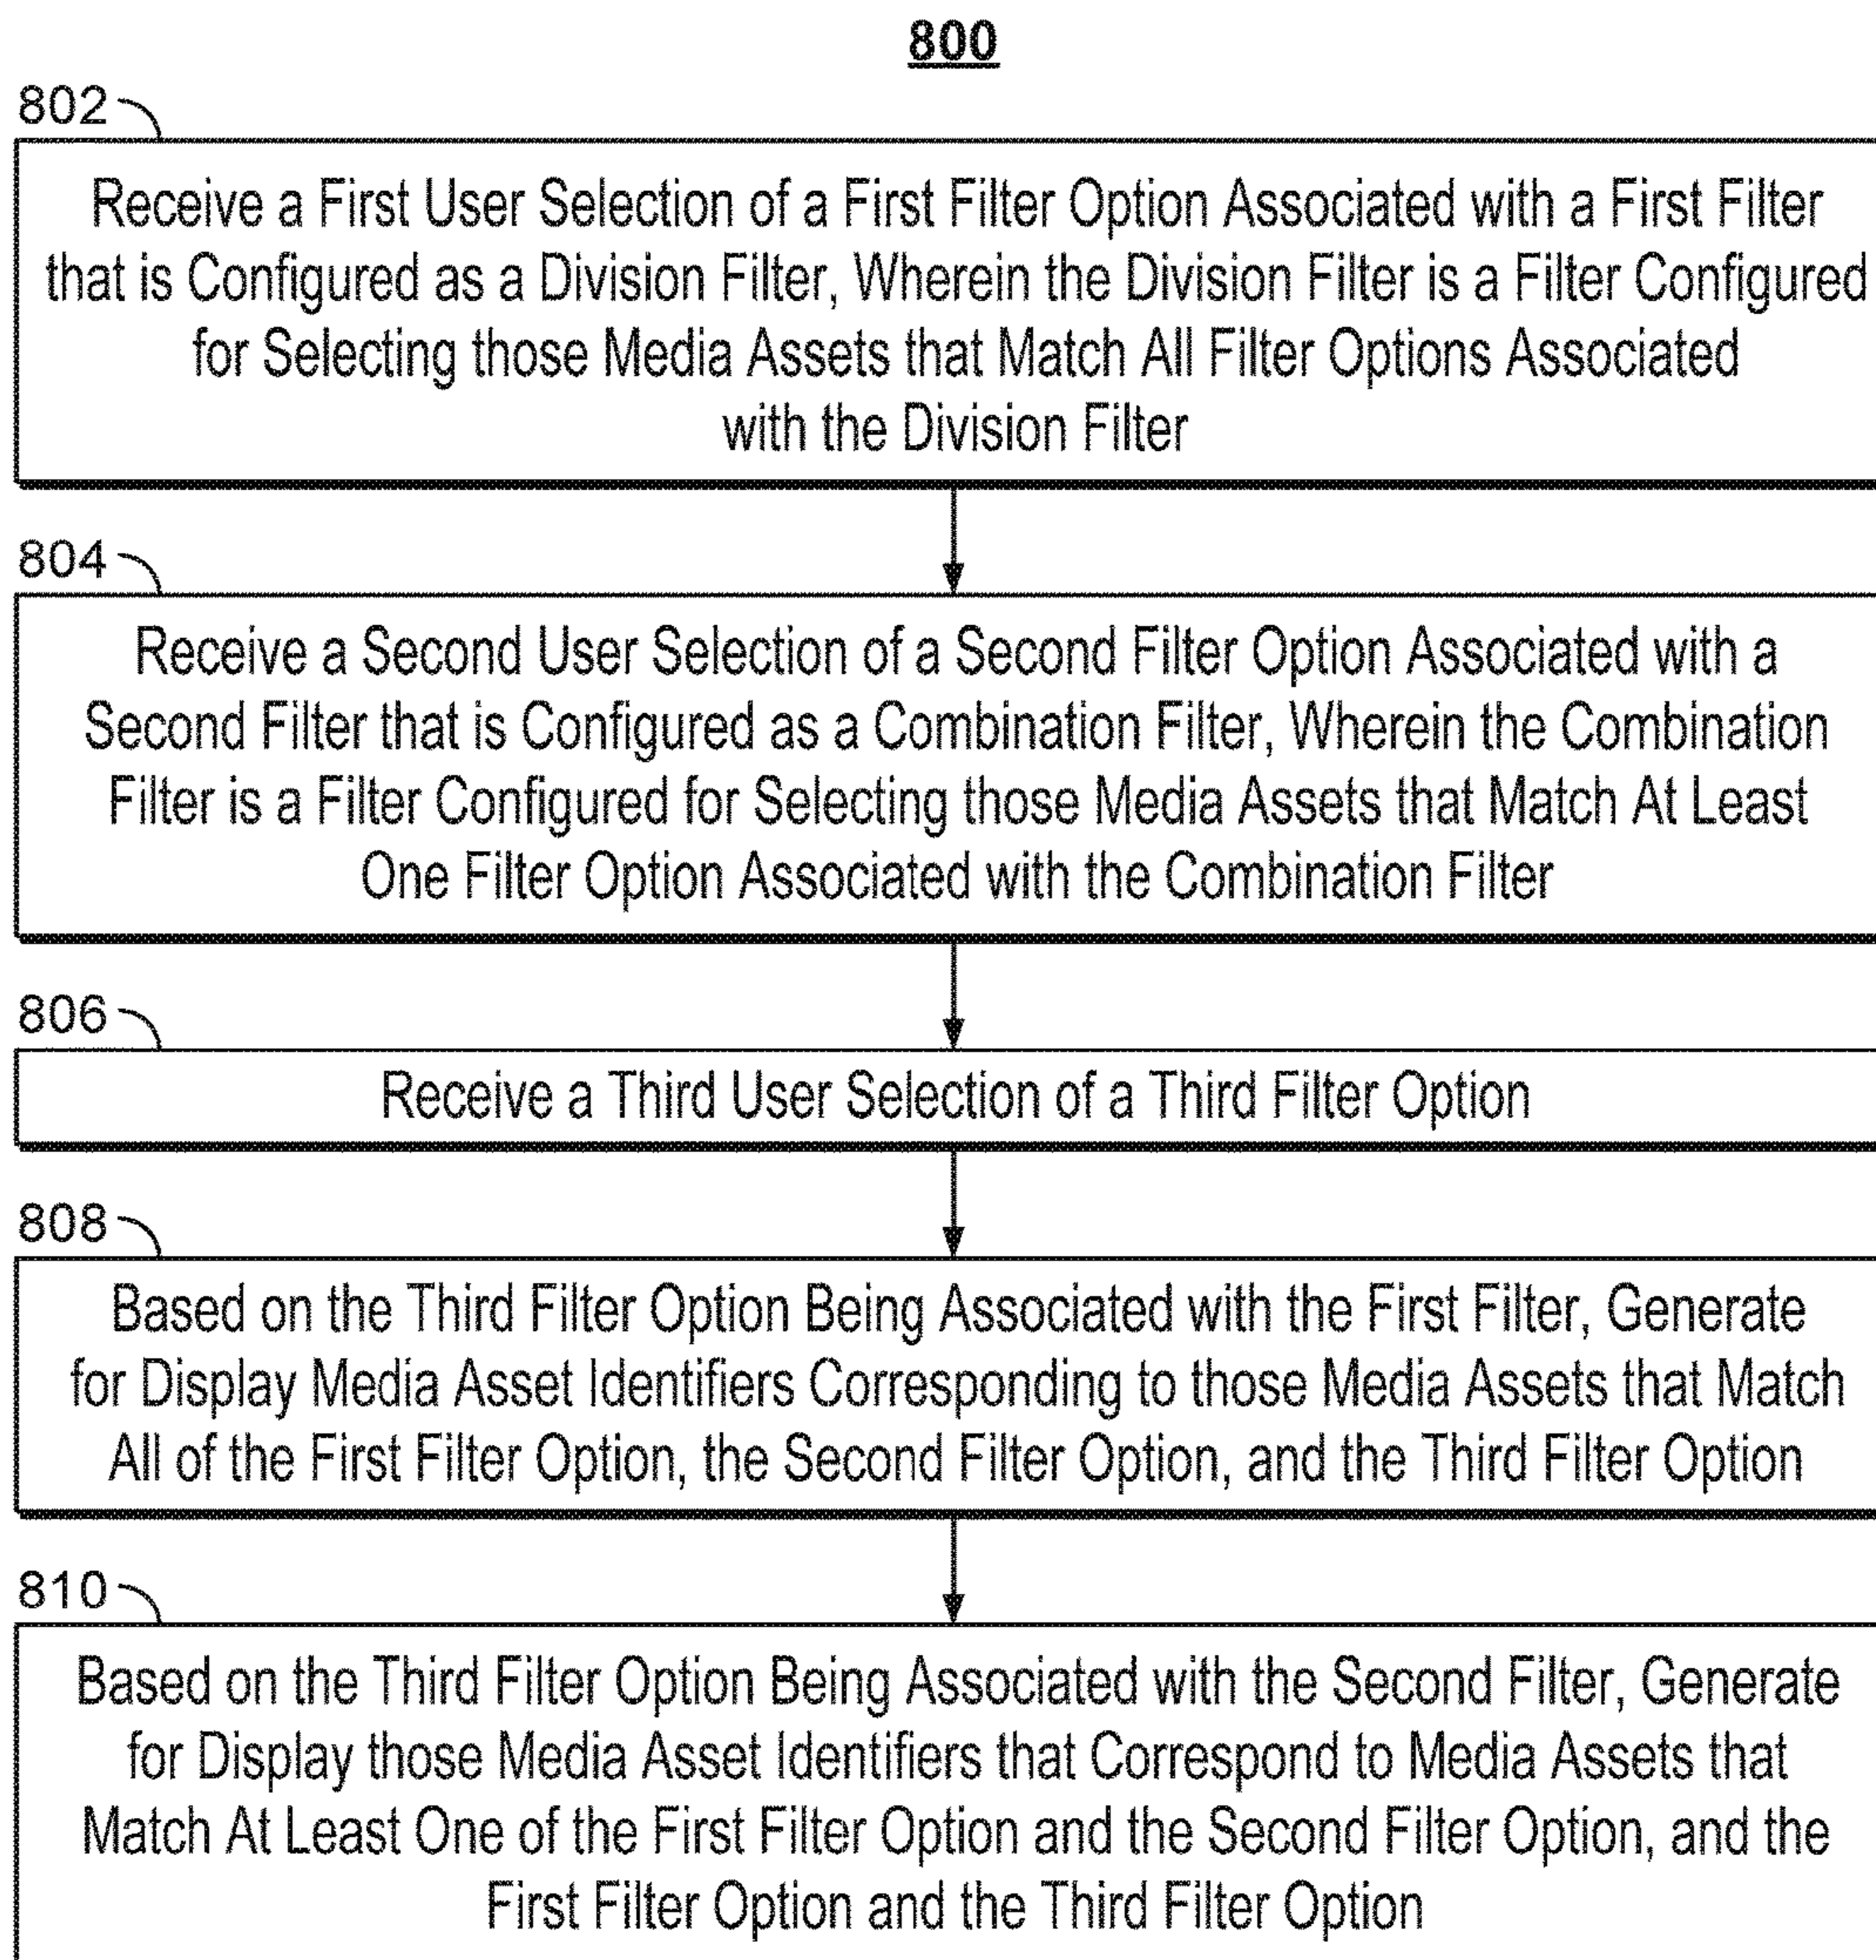 800
802
Receive a First User Selection of a First Filter Option Associated with a First Filter
that is Configured as a Division Filter, Wherein the Division Filter is a Filter Configured
for Selecting those Media Assets that Match All Filter Options Associated
with the Division Filter
804
Receive a Second User Selection of a Second Filter Option Associated with a
Second Filter that is Configured as a Combination Filter, Wherein the Combination
Filter is a Filter Configured for Selecting those Media Assets that Match At Least
One Filter Option Associated with the Combination Filter
806
Receive a Third User Selection of a Third Filter Option
808
Based on the Third Filter Option Being Associated with the First Filter, Generate
for Display Media Asset Identifiers Corresponding to those Media Assets that Match
All of the First Filter Option, the Second Filter Option, and the Third Filter Option
810
Based on the Third Filter Option Being Associated with the Second Filter, Generate
for Display those Media Asset Identifiers that Correspond to Media Assets that
Match At Least One of the First Filter Option and the Second Filter Option, and the
First Filter Option and the Third Filter Option